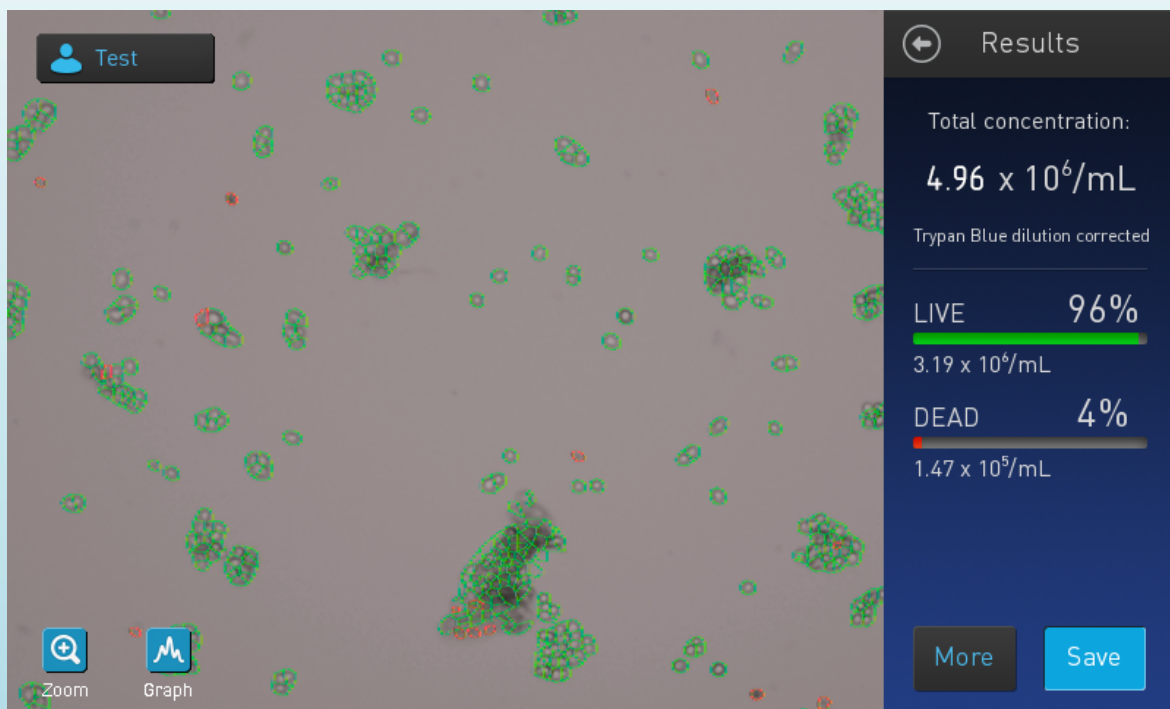 Test
Zoom
Graph
Results
Total concentration:
4.96 x 10⁶/mL
Trypan Blue dilution corrected
LIVE 96%
3.19 x 10⁶/mL
DEAD 4%
1.47 x 10⁵/mL
More Save